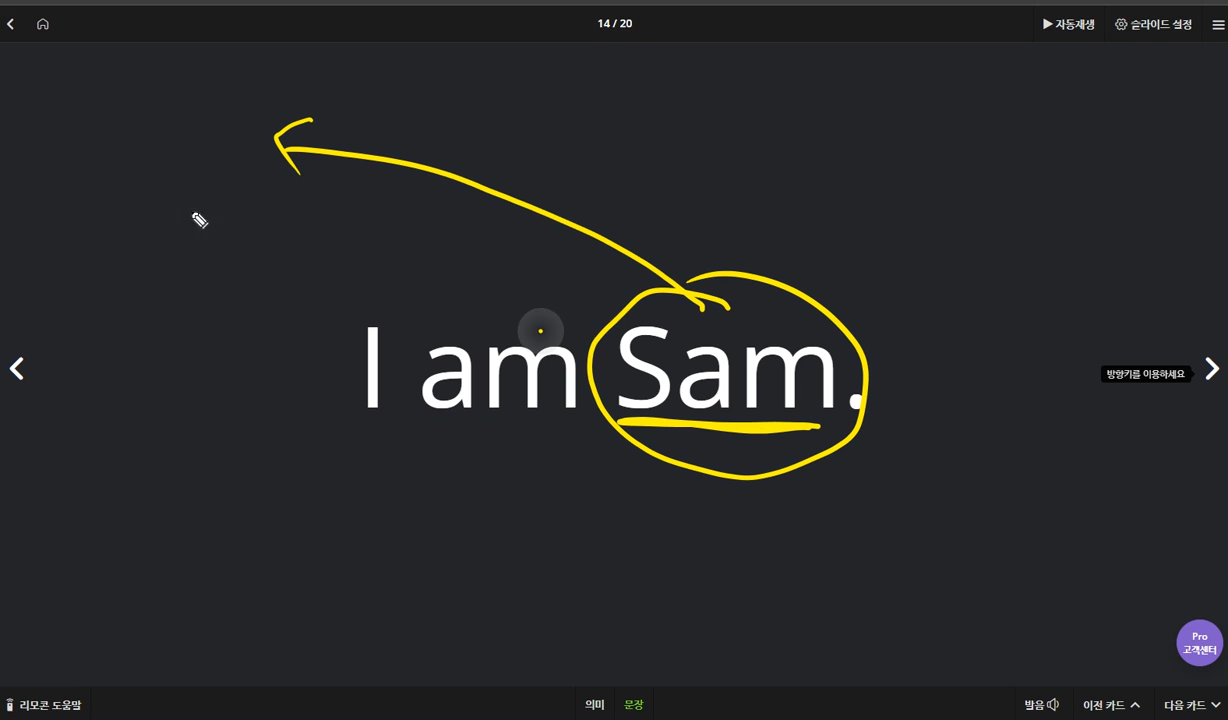 14 / 20
자동재생
슬라이드 설정
I am Sam.
방향키를 이용하세요
Pro
고객센터
리모콘 도움말
의미
문장
발음
이전 카드
다음 카드